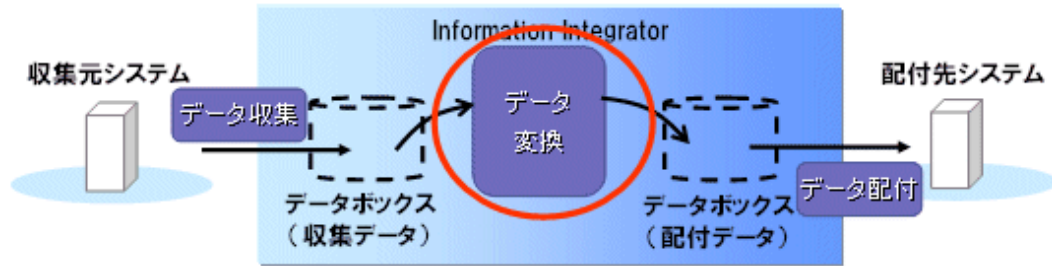 Information Integrator
収集元システム
データ収集
データ
変換
配付先システム
データボックス
(収集データ)
データボックス
(配付データ)
データ配付